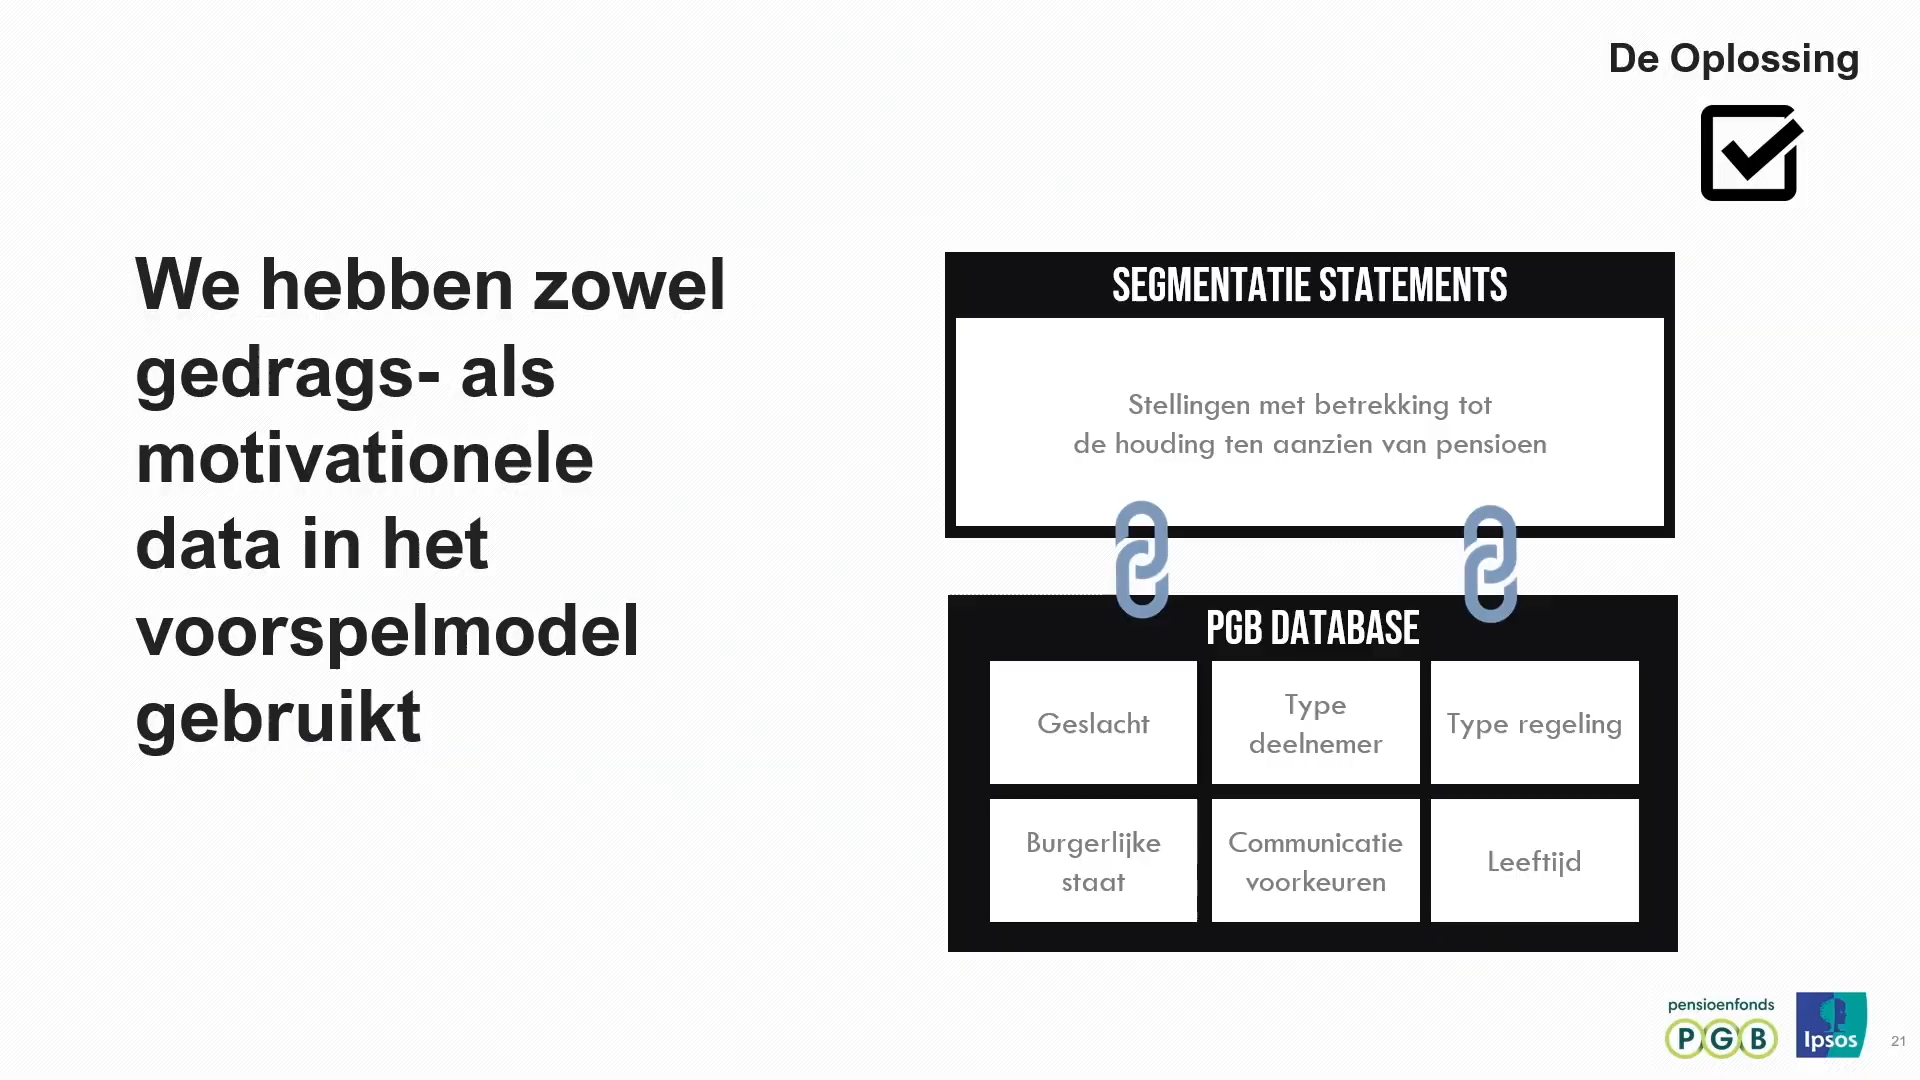 De Oplossing
We hebben zowel
gedrags- als
motivationele
data in het
voorspelmodel
gebruikt
SEGMENTATIE STATEMENTS
Stellingen met betrekking tot
de houding ten aanzien van pensioen
PGB DATABASE
Geslacht
Type
deelnemer
Type regeling
Burgerlijke
staat
Communicatie
voorkeuren
Leeftijd
pensioenfonds
PGB
Ipsos
21